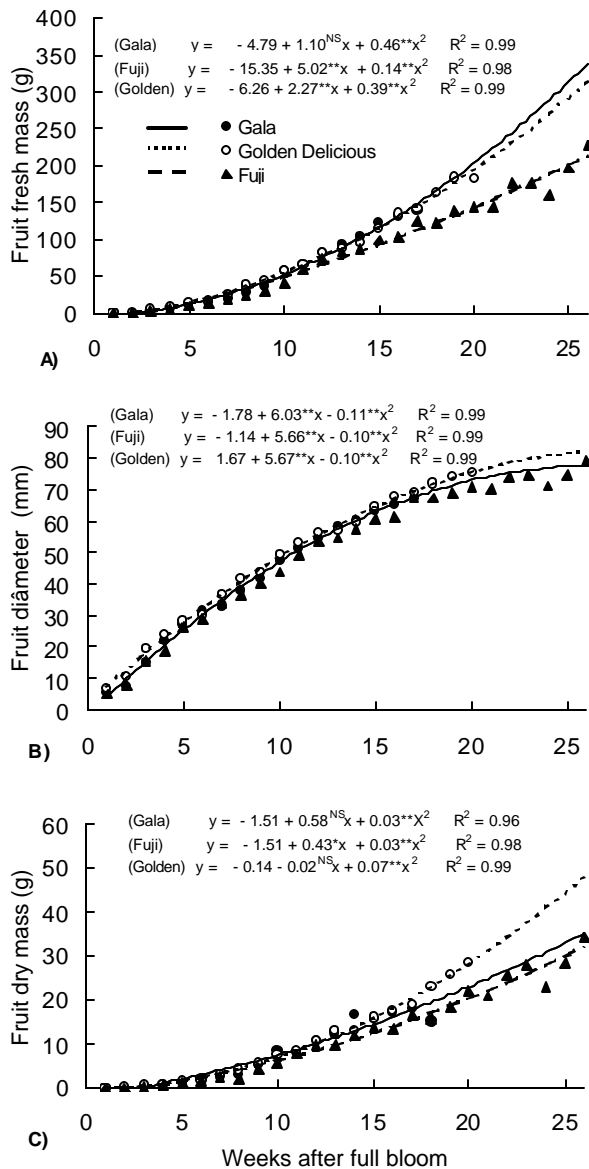 400
350
300
250
200
150
100
50
0
Fruit fresh mass (g)
(Gala) y = - 4.79 + 1.10^NS x + 0.46**x² R² = 0.99
(Fuji) y = - 15.35 + 5.02**x + 0.14**x² R² = 0.98
(Golden) y = - 6.26 + 2.27**x + 0.39**x² R² = 0.99
Gala
Golden Delicious
Fuji
0 5 10 15 20 25
A)
90
80
70
60
50
40
30
20
10
0
Fruit diâmeter (mm)
(Gala) y = - 1.78 + 6.03**x - 0.11**x² R² = 0.99
(Fuji) y = - 1.14 + 5.66**x - 0.10**x² R² = 0.99
(Golden) y = 1.67 + 5.67**x - 0.10**x² R² = 0.99
0 5 10 15 20 25
B)
60
50
40
30
20
10
0
Fruit dry mass (g)
(Gala) y = - 1.51 + 0.58^NS x + 0.03**X² R² = 0.96
(Fuji) y = - 1.51 + 0.43*x + 0.03**x² R² = 0.98
(Golden) y = - 0.14 - 0.02^NS x + 0.07**x² R² = 0.99
0 5 10 15 20 25
C) Weeks after full bloom